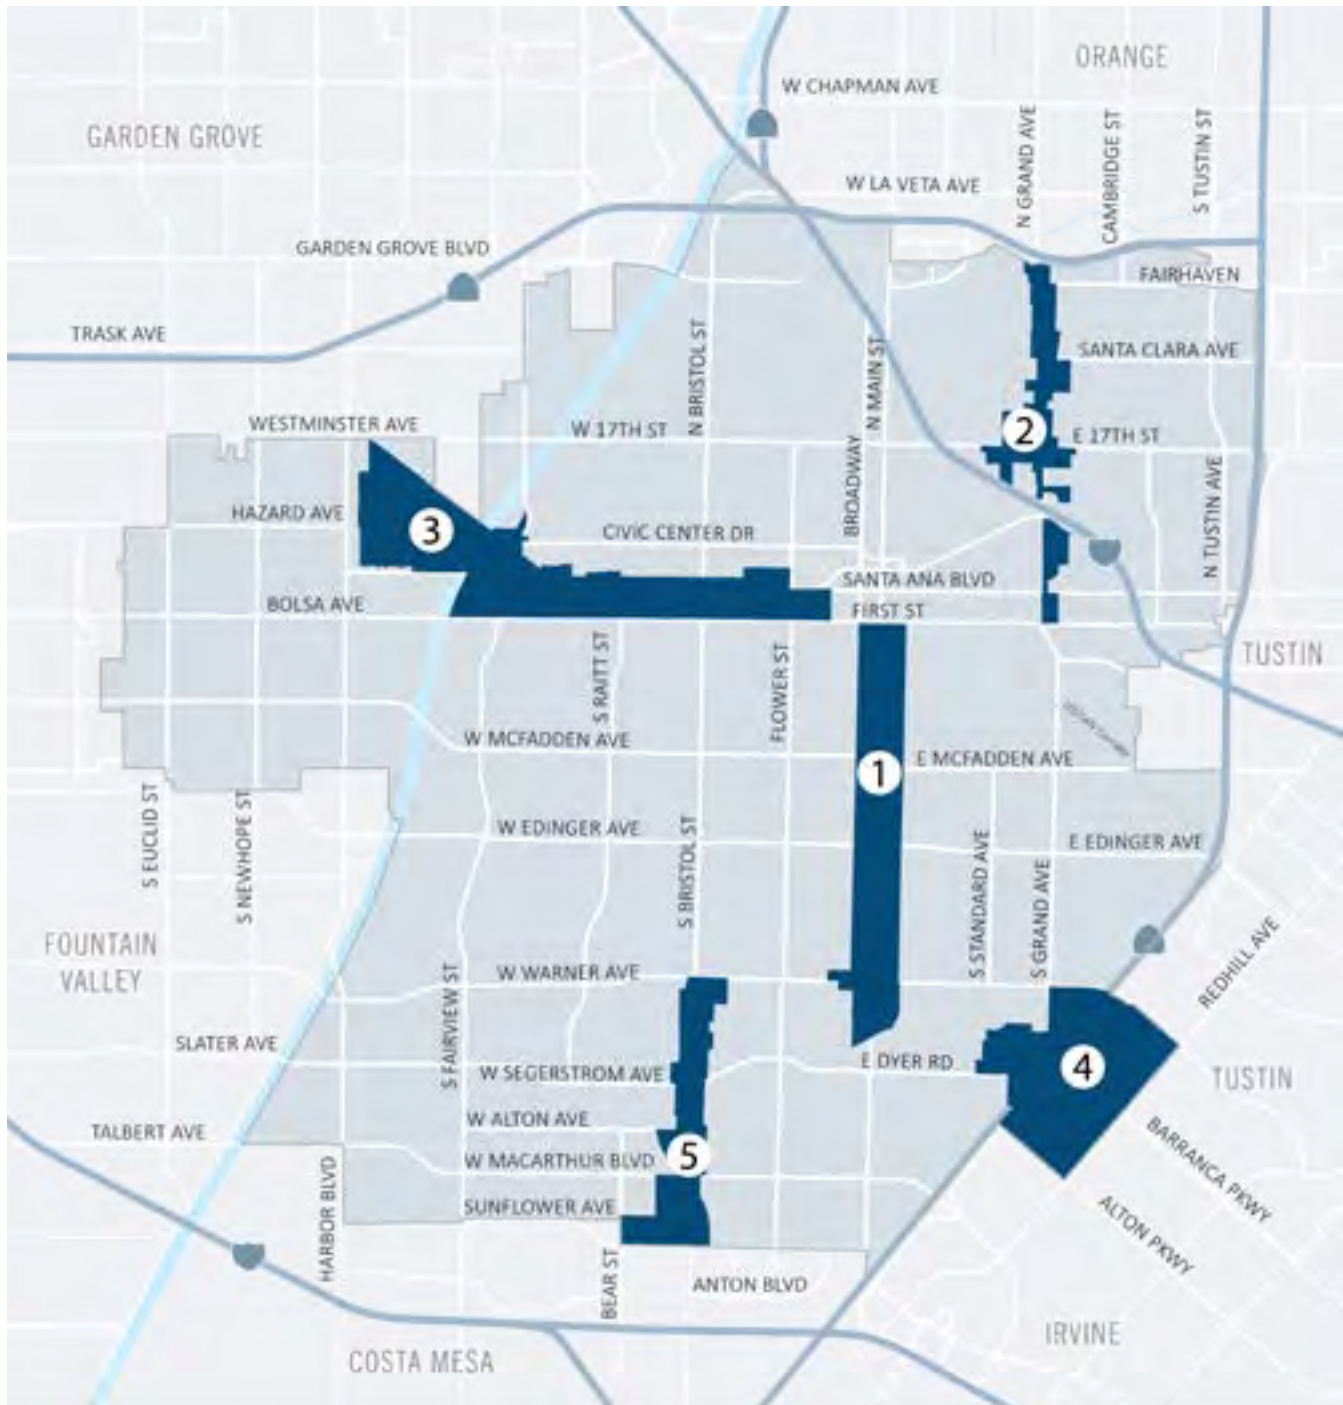 ORANGE
W CHAPMAN AVE
GARDEN GROVE
N GRAND AVE
CAMBRIDGE ST
S TUSTIN ST
W LA VETA AVE
GARDEN GROVE BLVD
FAIRHAVEN
TRASK AVE
N BRISTOL ST
N MAIN ST
SANTA CLARA AVE
WESTMINSTER AVE
W 17TH ST
2
E 17TH ST
BROADWAY
N TUSTIN AVE
HAZARD AVE
3
CIVIC CENTER DR
SANTA ANA BLVD
BOLSA AVE
FIRST ST
S RAITT ST
FLOWER ST
TUSTIN
W MCFADDEN AVE
1
E MCFADDEN AVE
S EUCLID ST
S NEWHOPE ST
W EDINGER AVE
S BRISTOL ST
S STANDARD AVE
S GRAND AVE
E EDINGER AVE
FOUNTAIN
VALLEY
S FAIRVIEW ST
W WARNER AVE
REDHILL AVE
SLATER AVE
W SEGERSTROM AVE
E DYER RD
4
TUSTIN
TALBERT AVE
W ALTON AVE
5
W MACARTHUR BLVD
BARRANCA PKWY
HARBOR BLVD
SUNFLOWER AVE
ALTON PKWY
BEAR ST
ANTON BLVD
IRVINE
COSTA MESA